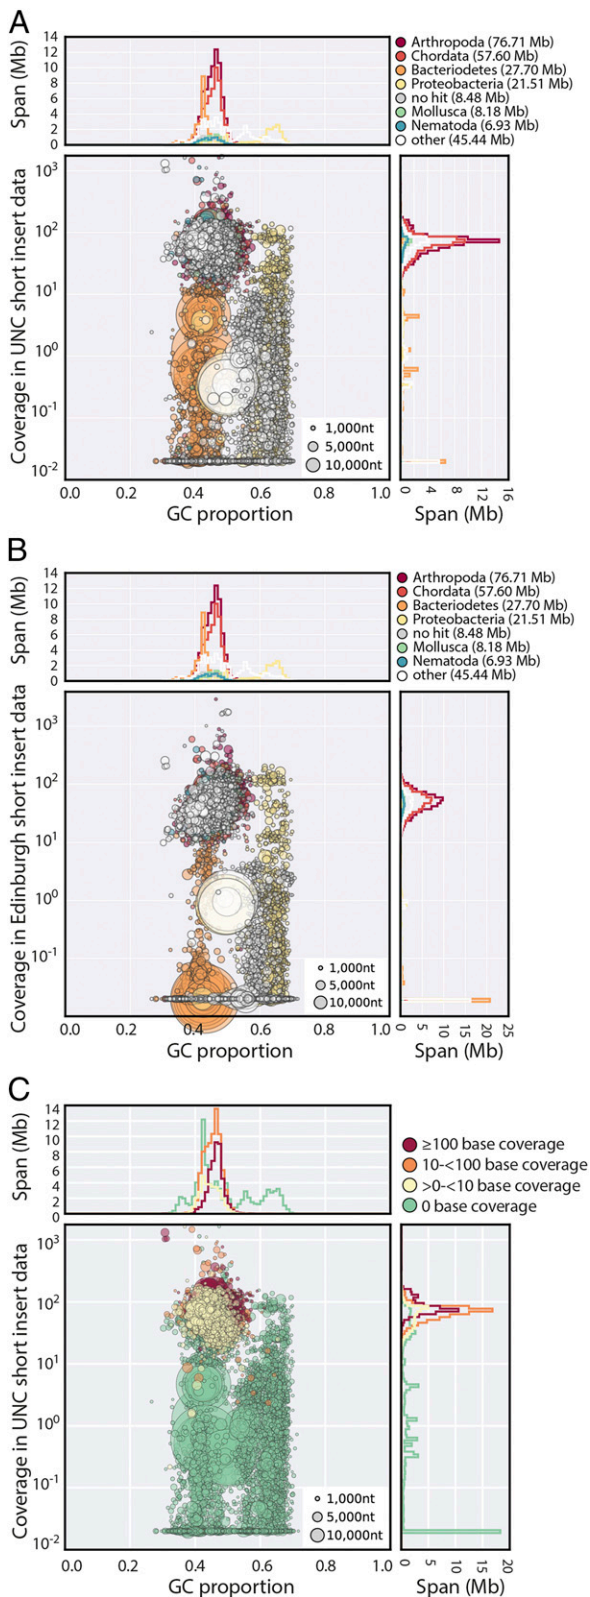 A
Span (Mb)
14
12
10
8
6
4
2
0
Arthropoda (76.71 Mb)
Chordata (57.60 Mb)
Bacteriodetes (27.70 Mb)
Proteobacteria (21.51 Mb)
no hit (8.48 Mb)
Mollusca (8.18 Mb)
Nematoda (6.93 Mb)
other (45.44 Mb)
Coverage in UNC short insert data
10³
10²
10¹
10⁰
10⁻¹
10⁻²
1,000nt
5,000nt
10,000nt
0.0 0.2 0.4 0.6 0.8 1.0
GC proportion
0 4 8 12 16
Span (Mb)
B
Span (Mb)
14
12
10
8
6
4
2
0
Arthropoda (76.71 Mb)
Chordata (57.60 Mb)
Bacteriodetes (27.70 Mb)
Proteobacteria (21.51 Mb)
no hit (8.48 Mb)
Mollusca (8.18 Mb)
Nematoda (6.93 Mb)
other (45.44 Mb)
Coverage in Edinburgh short insert data
10³
10²
10¹
10⁰
10⁻¹
1,000nt
5,000nt
10,000nt
0.0 0.2 0.4 0.6 0.8 1.0
GC proportion
0 5 10 15 20 25
Span (Mb)
C
Span (Mb)
14
12
10
8
6
4
2
0
≥100 base coverage
10-<100 base coverage
>0-<10 base coverage
0 base coverage
Coverage in UNC short insert data
10³
10²
10¹
10⁰
10⁻¹
10⁻²
1,000nt
5,000nt
10,000nt
0.0 0.2 0.4 0.6 0.8 1.0
GC proportion
0 5 10 15 20
Span (Mb)